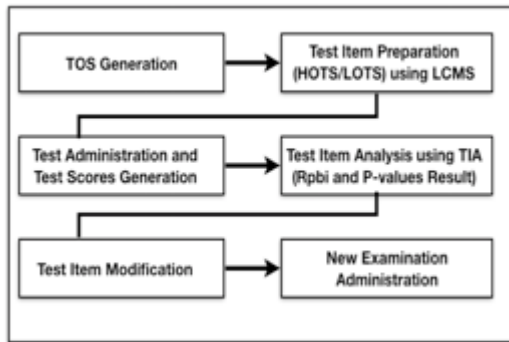 TOS Generation
Test Item Preparation
(HOTS/LOTS) using LCMS
Test Administration and
Test Scores Generation
Test Item Analysis using TIA
(Rpbi and P-values Result)
Test Item Modification
New Examination
Administration